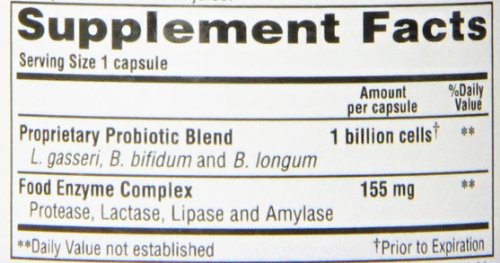 Supplement Facts
Serving Size 1 capsule
Amount per capsule %Daily Value
Proprietary Probiotic Blend 1 billion cells† **
L. gasseri, B. bifidum and B. longum
Food Enzyme Complex 155 mg **
Protease, Lactase, Lipase and Amylase
**Daily Value not established †Prior to Expiration